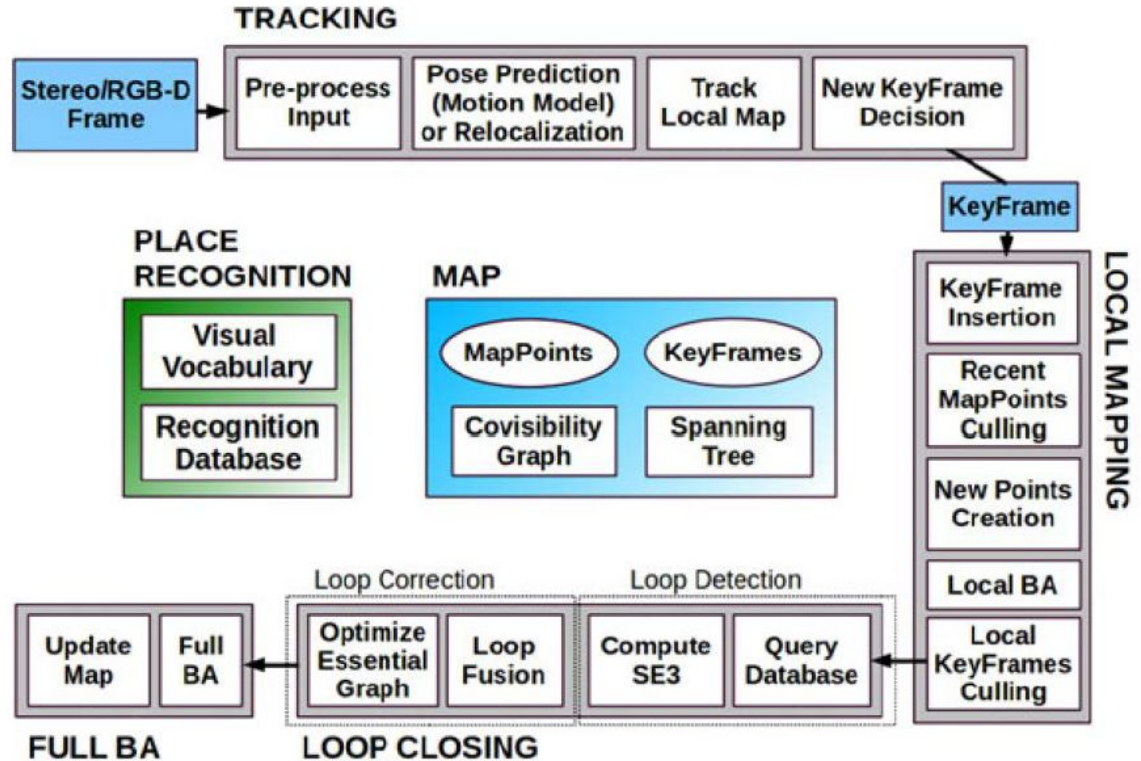 TRACKING
Stereo/RGB-D
Frame
Pre-process
Input
Pose Prediction
(Motion Model)
or Relocalization
Track
Local Map
New KeyFrame
Decision
KeyFrame
PLACE
RECOGNITION
Visual
Vocabulary
Recognition
Database
MAP
MapPoints
KeyFrames
Covisibility
Graph
Spanning
Tree
LOCAL MAPPING
KeyFrame
Insertion
Recent
MapPoints
Culling
New Points
Creation
Local BA
Local
KeyFrames
Culling
Loop Correction
Loop Detection
Update
Map
Full
BA
Optimize
Essential
Graph
Loop
Fusion
Compute
SE3
Query
Database
FULL BA
LOOP CLOSING